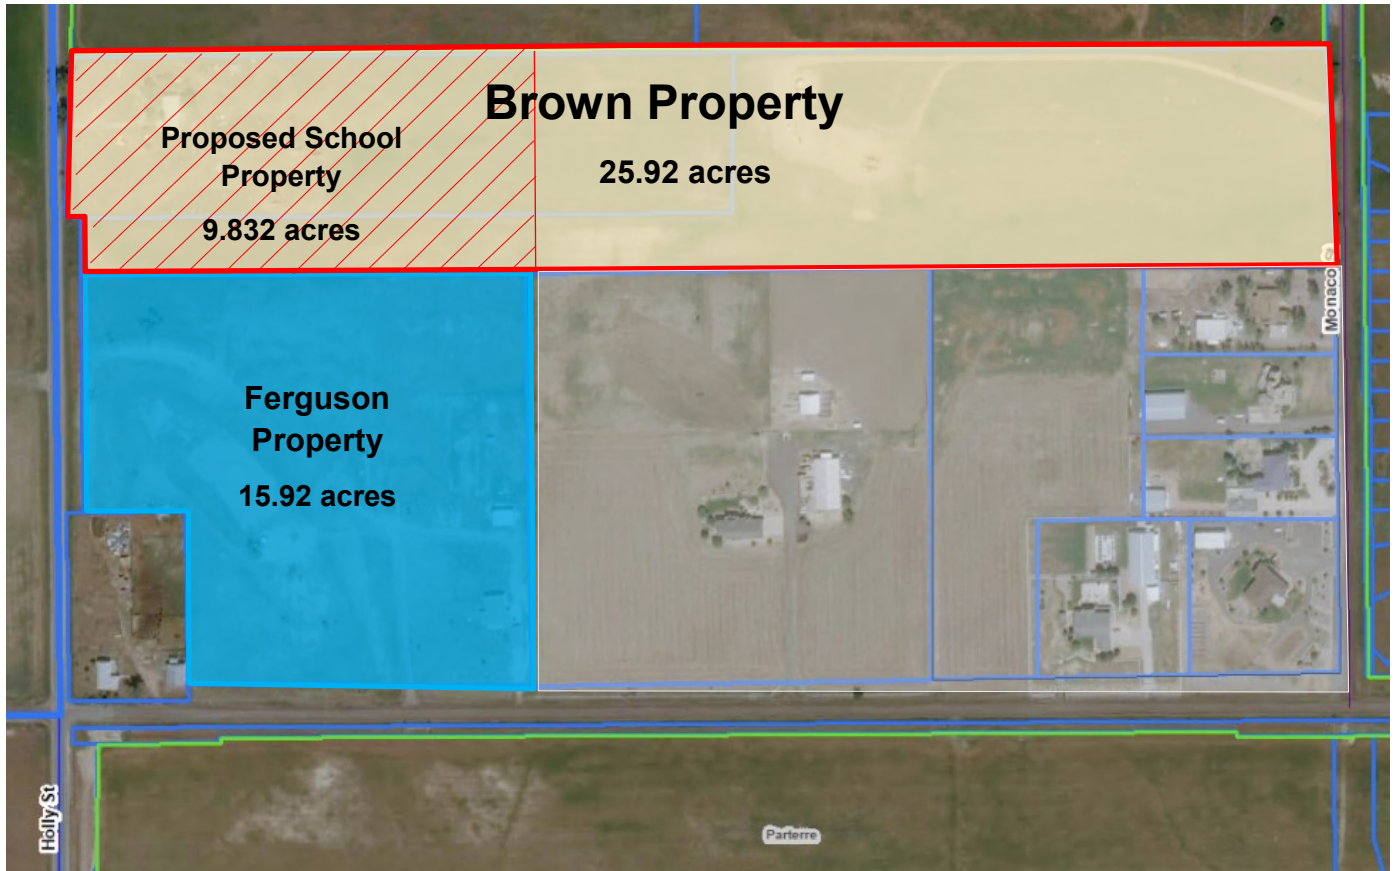 Brown Property
Proposed School
Property
25.92 acres
9.832 acres
Monaco S
Ferguson
Property
15.92 acres
Holly St
Parterre